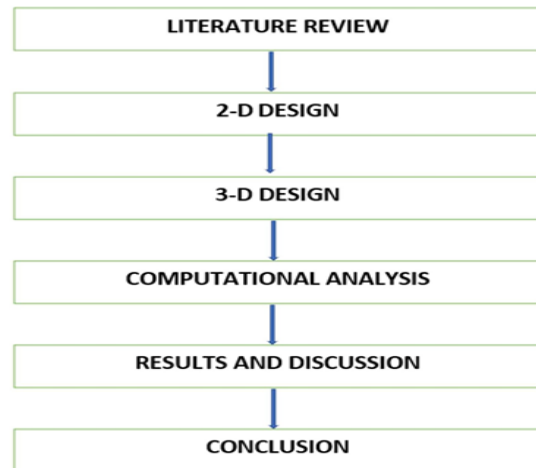 LITERATURE REVIEW
2-D DESIGN
3-D DESIGN
COMPUTATIONAL ANALYSIS
RESULTS AND DISCUSSION
CONCLUSION